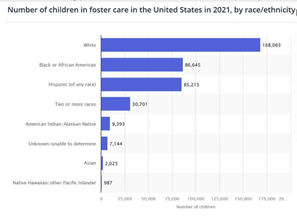 Number of children in foster care in the United States in 2021, by race/ethnicity
White
168,063
Black or African American
86,645
Hispanic (of any race)
85,215
Two or more races
30,701
American Indian/Alaskan Native
9,393
Unknown/unable to determine
7,144
Asian
2,025
Native Hawaiian/other Pacific Islander
987
0 25,000 50,000 75,000 100,000 125,000 150,000 175,000 20...
Number of children